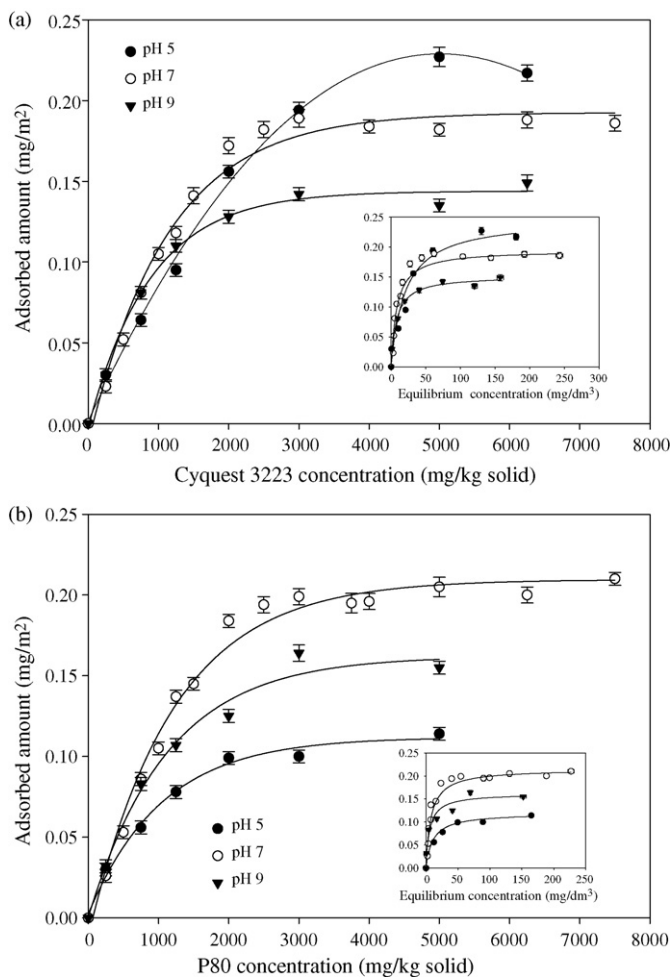 (a)
pH 5
pH 7
pH 9
Adsorbed amount (mg/m²)
0.25
0.20
0.15
0.10
0.05
0.00
0 1000 2000 3000 4000 5000 6000 7000 8000
Cyquest 3223 concentration (mg/kg solid)
0.25
0.20
0.15
0.10
0.05
0.00
0 50 100 150 200 250 300
Equilibrium concentration (mg/dm³)
(b)
Adsorbed amount (mg/m²)
0.25
0.20
0.15
0.10
0.05
0.00
pH 5
pH 7
pH 9
0 1000 2000 3000 4000 5000 6000 7000 8000
P80 concentration (mg/kg solid)
0.25
0.20
0.15
0.10
0.05
0.00
0 50 100 150 200 250
Equilibrium concentration (mg/dm³)